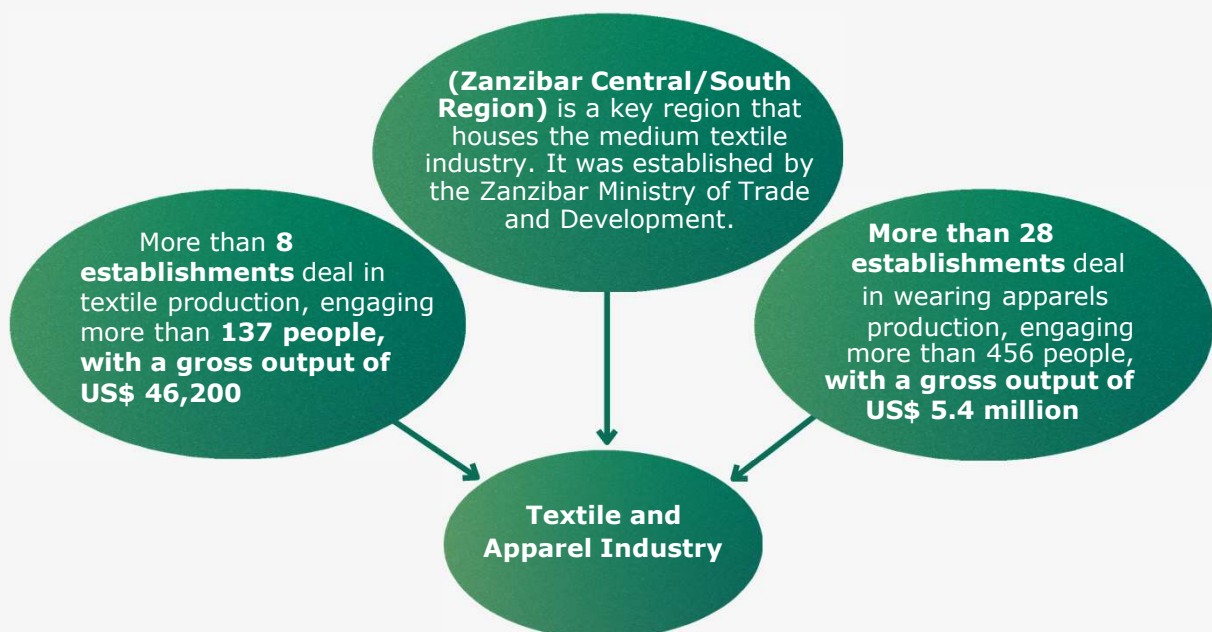 (Zanzibar Central/South
Region) is a key region that
houses the medium textile
industry. It was established by
the Zanzibar Ministry of Trade
and Development.
More than 8
establishments deal in
textile production, engaging
more than 137 people,
with a gross output of
US$ 46,200
More than 28
establishments deal
in wearing apparels
production, engaging
more than 456 people,
with a gross output of
US$ 5.4 million
Textile and
Apparel Industry